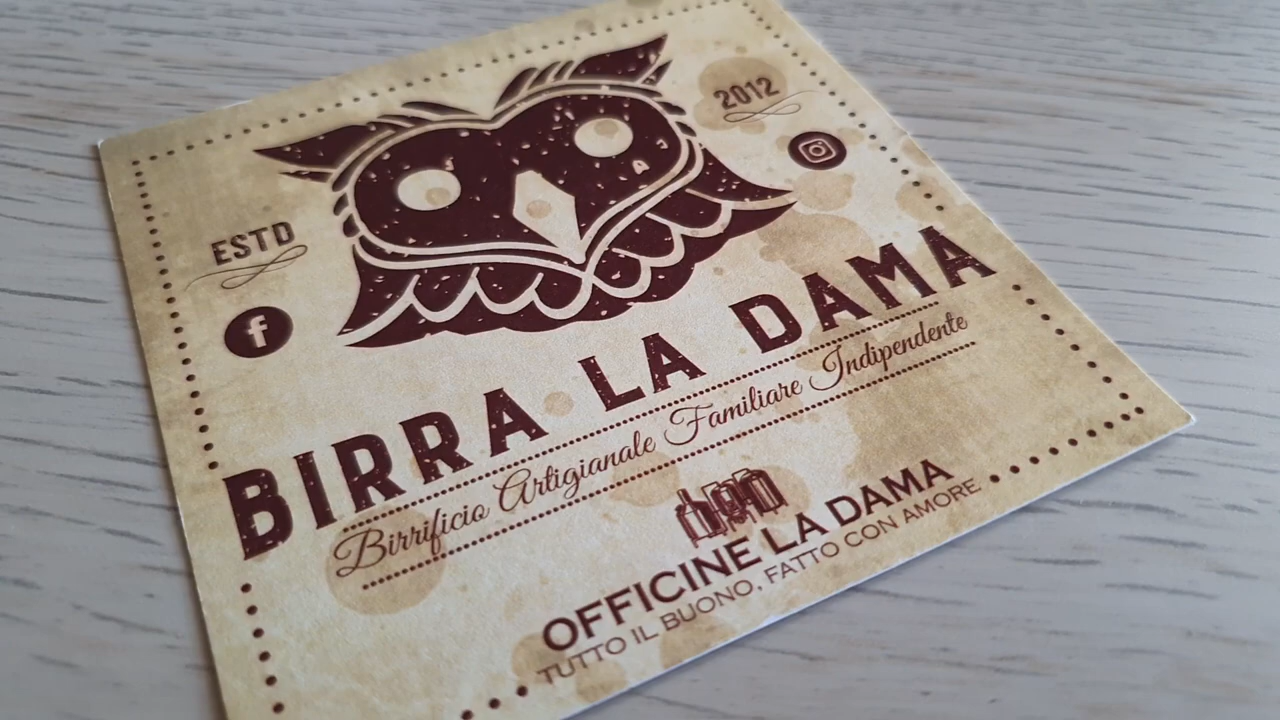 ESTD
2012
f
BIRRA LA DAMA
Birrificio Artigianale Familiare Indipendente
OFFICINE LA DAMA
TUTTO IL BUONO, FATTO CON AMORE